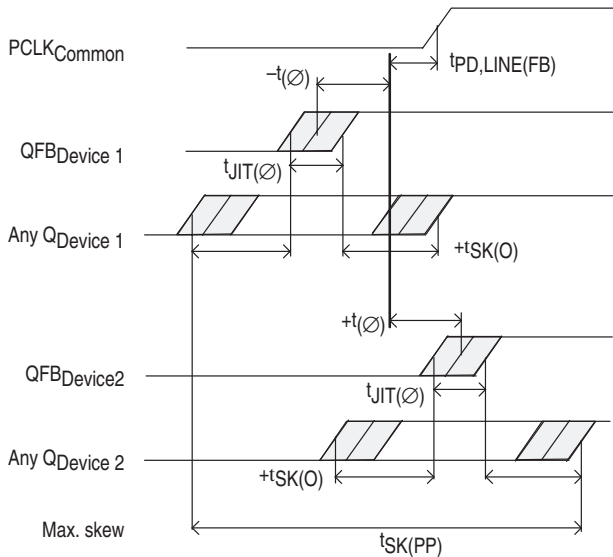 PCLKCommon
tPD,LINE(FB)
–t(∅)
QFBDevice 1
tJIT(∅)
Any QDevice 1
+tSK(O)
+t(∅)
QFBDevice2
tJIT(∅)
Any QDevice 2
+tSK(O)
Max. skew
tSK(PP)